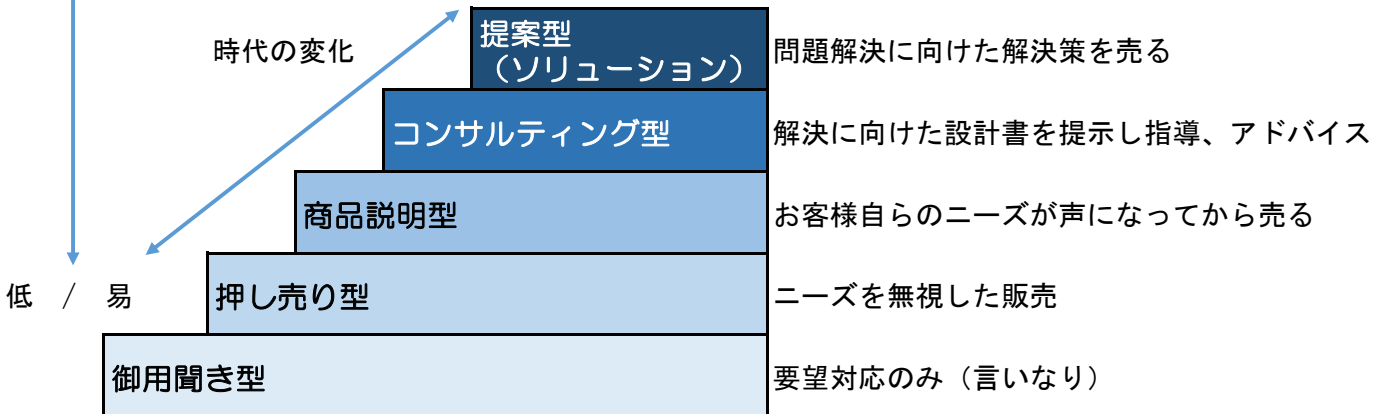 時代の変化
提案型
（ソリューション）
問題解決に向けた解決策を売る
コンサルティング型
解決に向けた設計書を提示し指導、アドバイス
商品説明型
お客様自らのニーズが声になってから売る
低 / 易
押し売り型
ニーズを無視した販売
御用聞き型
要望対応のみ（言いなり）